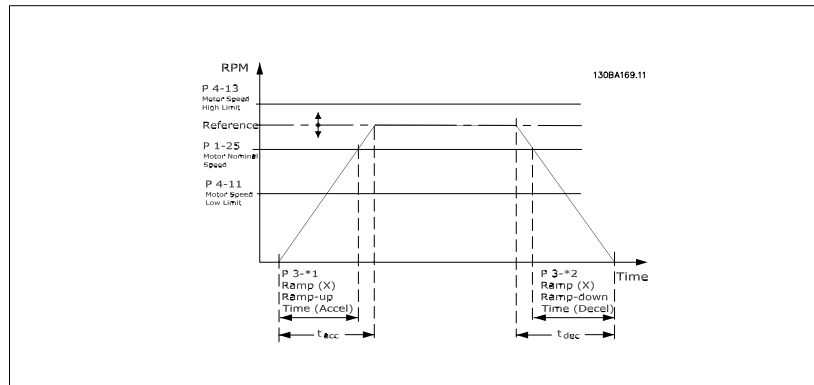 130BA169.11
RPM
P 4-13
Motor Speed
High Limit
Reference
P 1-25
Motor Nominal
Speed
P 4-11
Motor Speed
Low Limit
P 3-*1
Ramp (X)
Ramp-up
Time (Accel)
P 3-*2
Ramp (X)
Ramp-down
Time (Decel)
Time
tacc
tdec